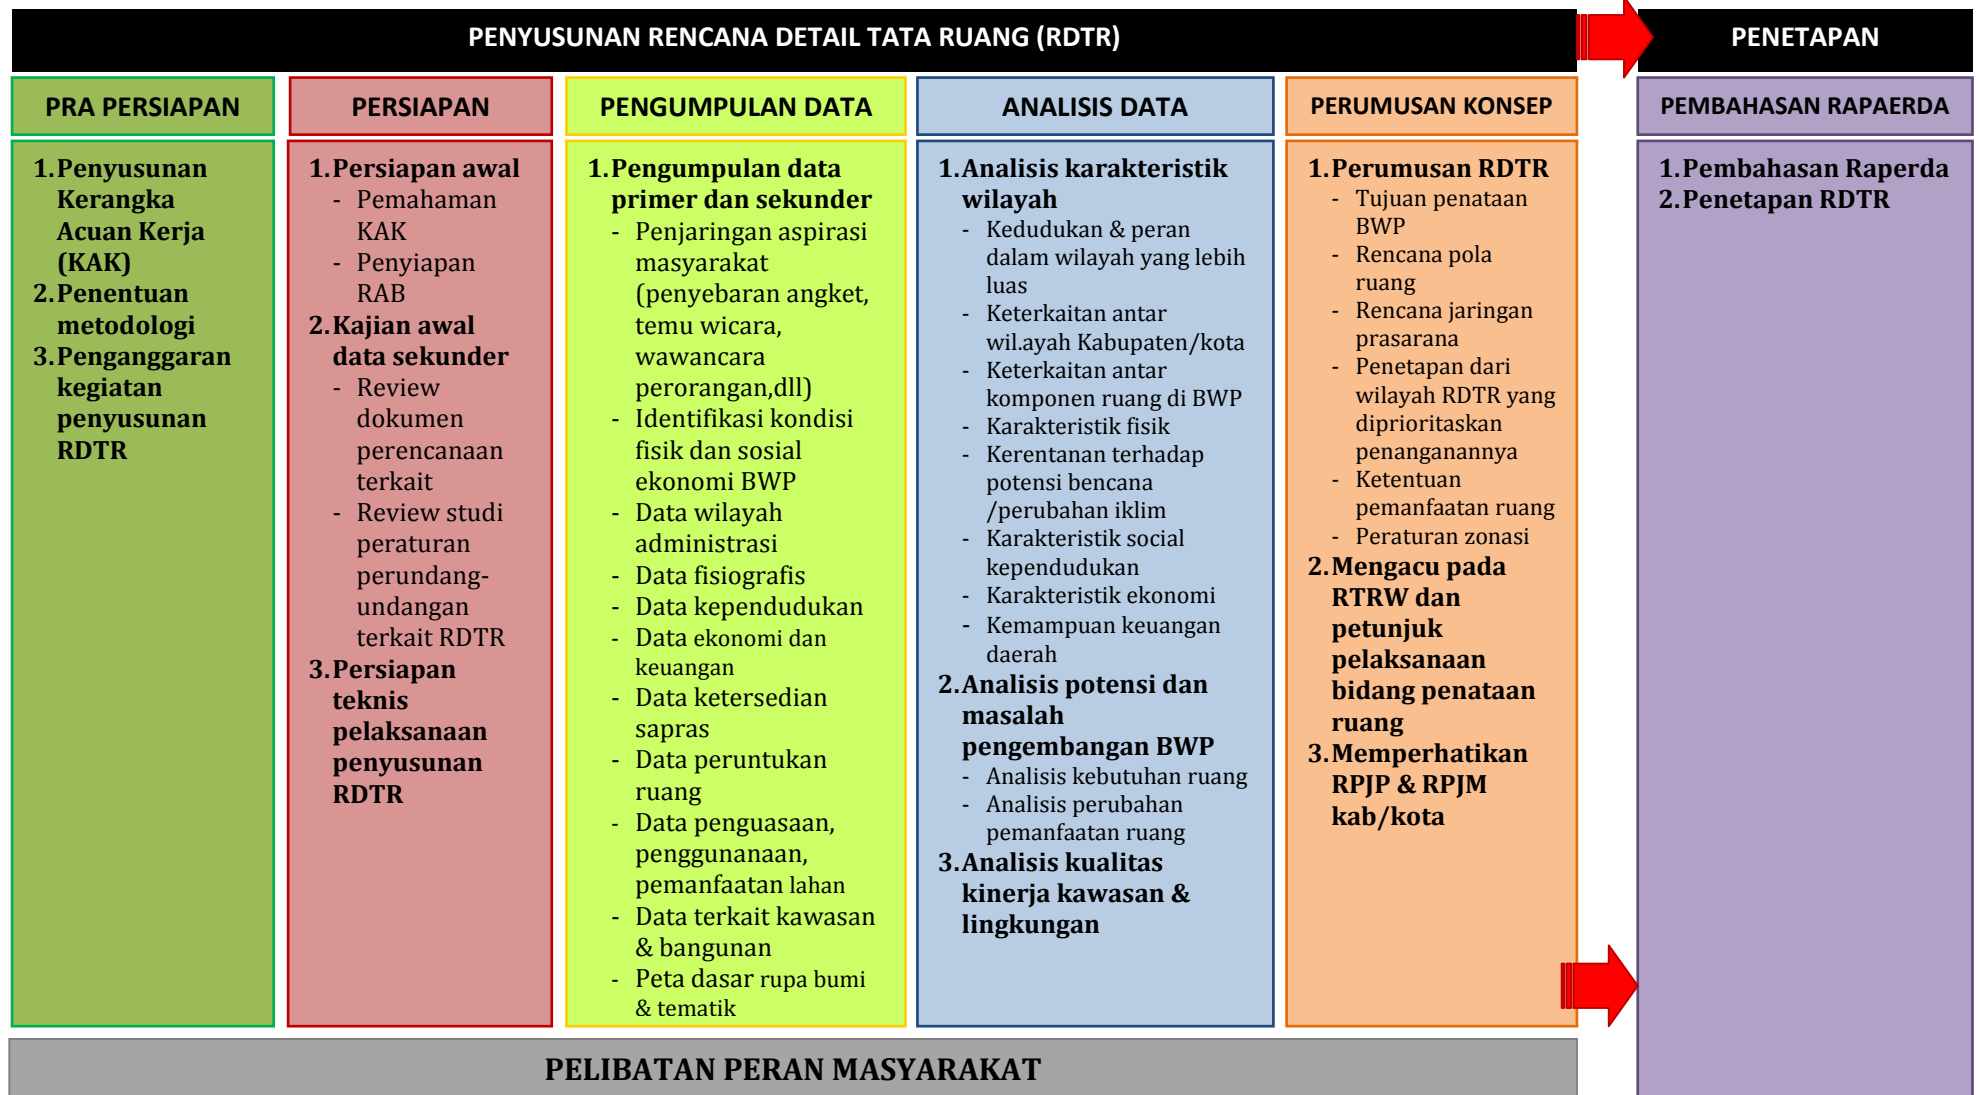 PENYUSUNAN RENCANA DETAIL TATA RUANG (RDTR)
PENETAPAN
PRA PERSIAPAN
1.Penyusunan
Kerangka
Acuan Kerja
(KAK)
2.Penentuan
metodologi
3.Penganggaran
kegiatan
penyusunan
RDTR
PERSIAPAN
1.Persiapan awal
- Pemahaman
KAK
- Penyiapan
RAB
2.Kajian awal
data sekunder
- Review
dokumen
perencanaan
terkait
- Review studi
peraturan
perundang-
undangan
terkait RDTR
3.Persiapan
teknis
pelaksanaan
penyusunan
RDTR
PENGUMPULAN DATA
1.Pengumpulan data
primer dan sekunder
- Penjaringan aspirasi
masyarakat
(penyebaran angket,
temu wicara,
wawancara
perorangan,dll)
- Identifikasi kondisi
fisik dan sosial
ekonomi BWP
- Data wilayah
administrasi
- Data fisiografis
- Data kependudukan
- Data ekonomi dan
keuangan
- Data ketersedian
sapras
- Data peruntukan
ruang
- Data penguasaan,
penggunanaan,
pemanfaatan lahan
- Data terkait kawasan
& bangunan
- Peta dasar rupa bumi
& tematik
ANALISIS DATA
1.Analisis karakteristik
wilayah
- Kedudukan & peran
dalam wilayah yang lebih
luas
- Keterkaitan antar
wil.ayah Kabupaten/kota
- Keterkaitan antar
komponen ruang di BWP
- Karakteristik fisik
- Kerentanan terhadap
potensi bencana
/perubahan iklim
- Karakteristik social
kependudukan
- Karakteristik ekonomi
- Kemampuan keuangan
daerah
2.Analisis potensi dan
masalah
pengembangan BWP
- Analisis kebutuhan ruang
- Analisis perubahan
pemanfaatan ruang
3.Analisis kualitas
kinerja kawasan &
lingkungan
PERUMUSAN KONSEP
1.Perumusan RDTR
- Tujuan penataan
BWP
- Rencana pola
ruang
- Rencana jaringan
prasarana
- Penetapan dari
wilayah RDTR yang
diprioritaskan
penanganannya
- Ketentuan
pemanfaatan ruang
- Peraturan zonasi
2.Mengacu pada
RTRW dan
petunjuk
pelaksanaan
bidang penataan
ruang
3.Memperhatikan
RPJP & RPJM
kab/kota
PEMBAHASAN RAPAERDA
1.Pembahasan Raperda
2.Penetapan RDTR
PELIBATAN PERAN MASYARAKAT